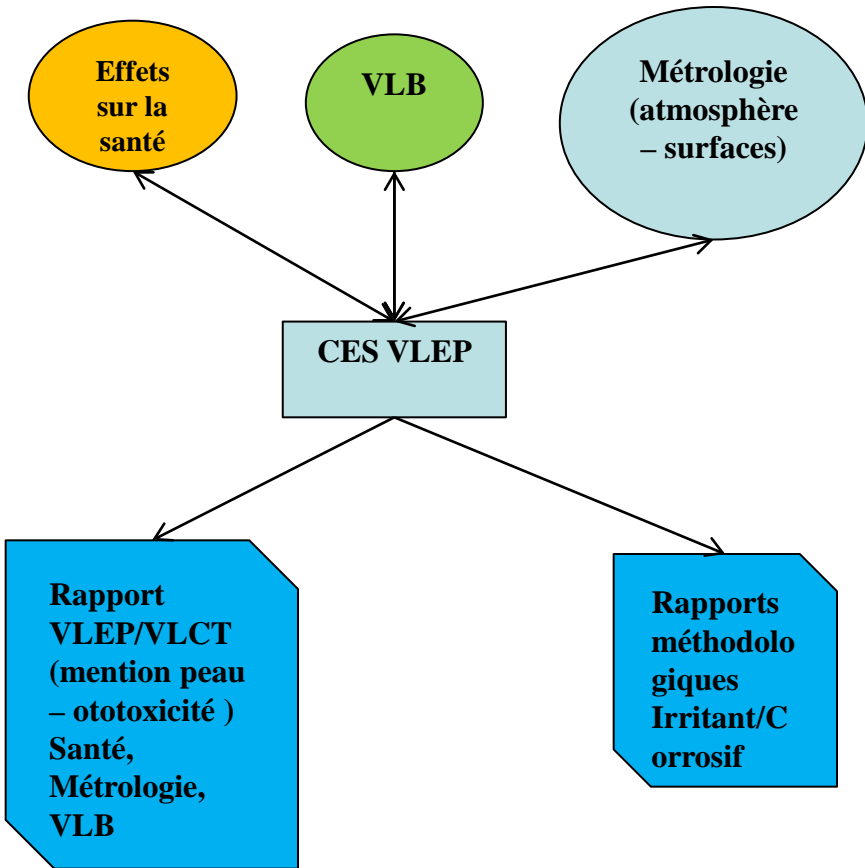 Effets
sur la
santé
VLB
Métrologie
(atmosphère
– surfaces)
CES VLEP
Rapport
VLEP/VLCT
(mention peau
– ototoxicité )
Santé,
Métrologie,
VLB
Rapports
méthodolo
giques
Irritant/C
orrosif